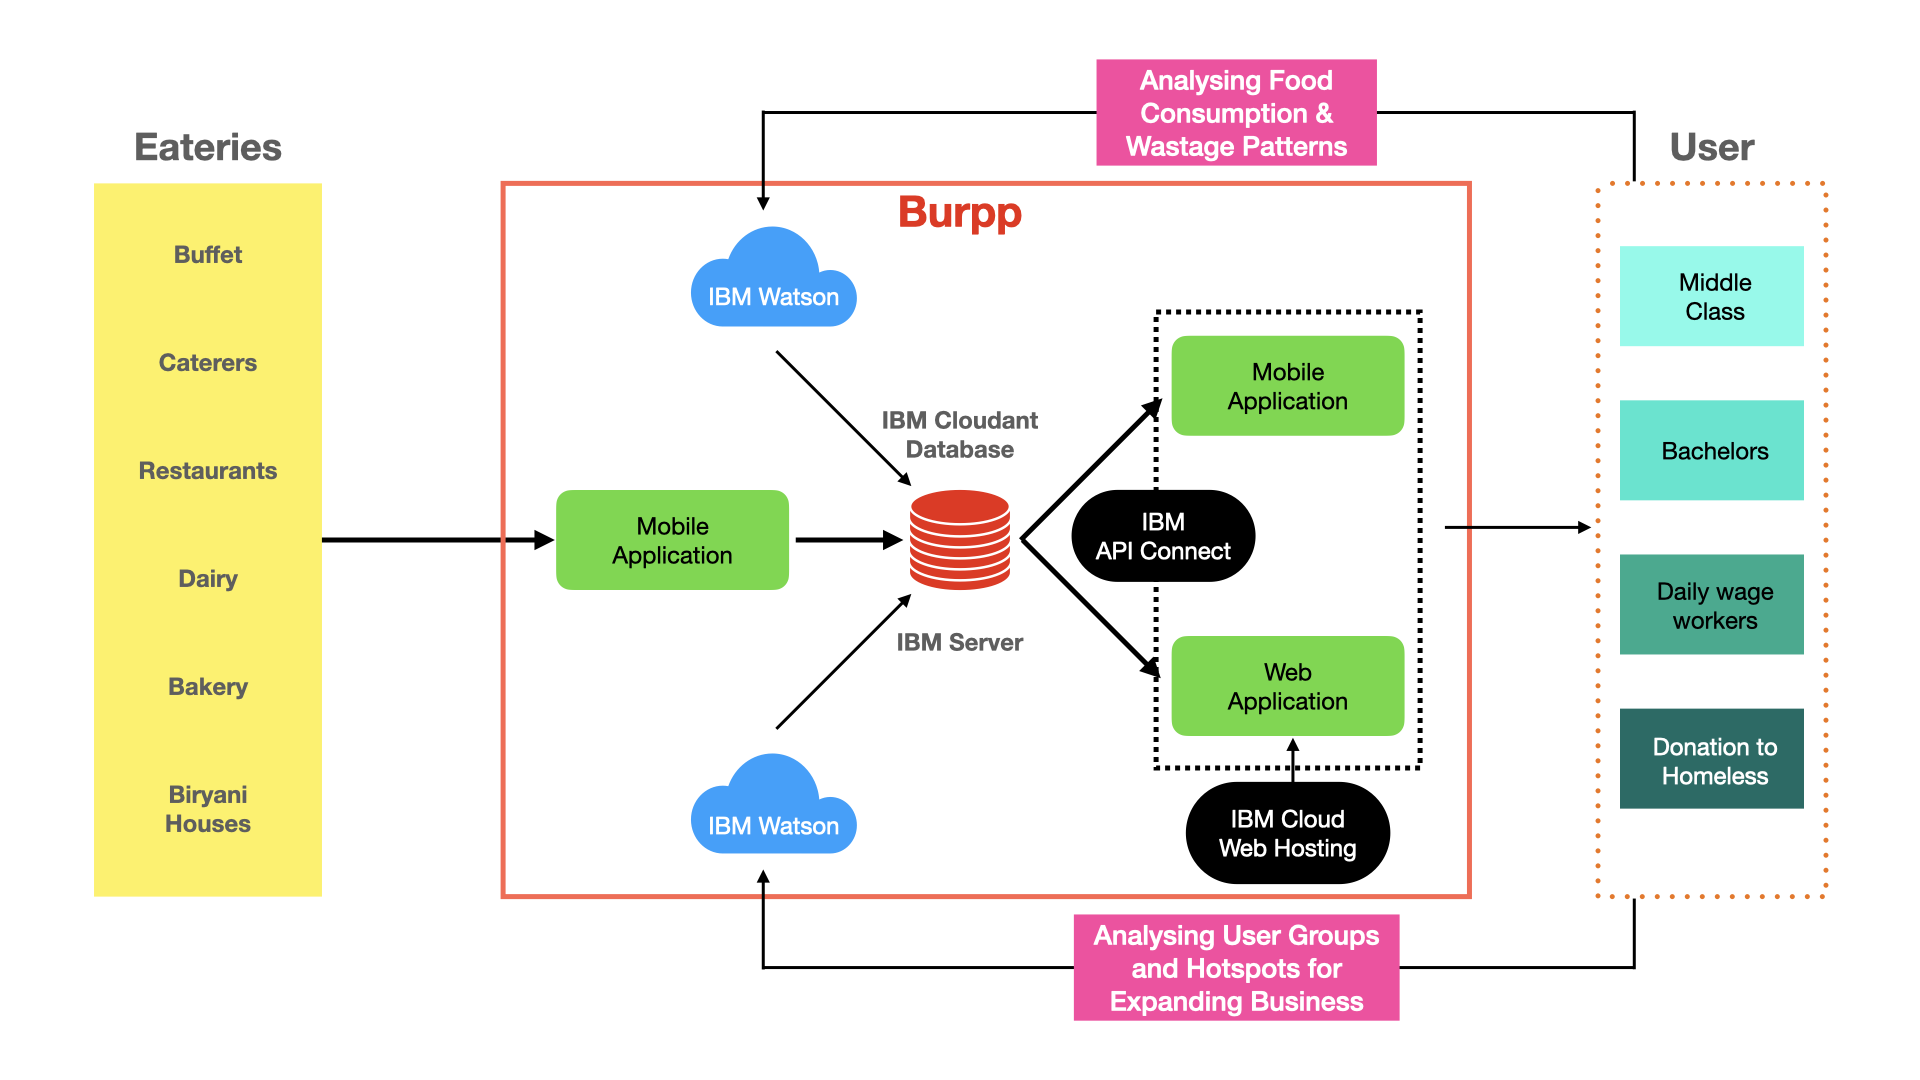 Analysing Food
Consumption &
Wastage Patterns
Eateries
User
Buffet
Caterers
Restaurants
Dairy
Bakery
Biryani
Houses
Burpp
IBM Watson
IBM Cloudant
Database
Mobile
Application
IBM Server
IBM Watson
Mobile
Application
IBM
API Connect
Web
Application
IBM Cloud
Web Hosting
Middle
Class
Bachelors
Daily wage
workers
Donation to
Homeless
Analysing User Groups
and Hotspots for
Expanding Business